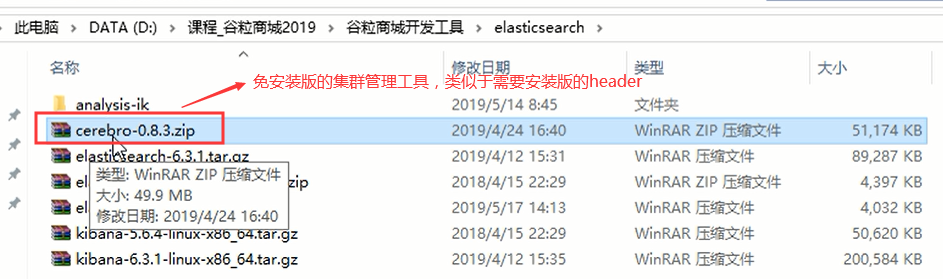 此电脑 > DATA (D:) > 课程_谷粒商城2019 > 谷粒商城开发工具 > elasticsearch >
名称 修改日期 类型 大小
免安装版的集群管理工具，类似于需要安装版的header
analysis-ik 2019/5/14 8:45 文件夹
cerebro-0.8.3.zip 2019/4/24 16:40 WinRAR ZIP 压缩文件 51,174 KB
elasticsearch-6.3.1.tar.gz 2019/4/12 15:31 WinRAR 压缩文件 89,287 KB
zip 2018/4/15 22:29 WinRAR ZIP 压缩文件 4,397 KB
2019/5/17 14:13 WinRAR 压缩文件 4,032 KB
类型: WinRAR ZIP 压缩文件
大小: 49.9 MB
修改日期: 2019/4/24 16:40
kibana-5.6.4-linux-x86_64.tar.gz 2018/4/15 22:29 WinRAR 压缩文件 50,620 KB
kibana-6.3.1-linux-x86_64.tar.gz 2019/4/12 15:35 WinRAR 压缩文件 200,584 KB